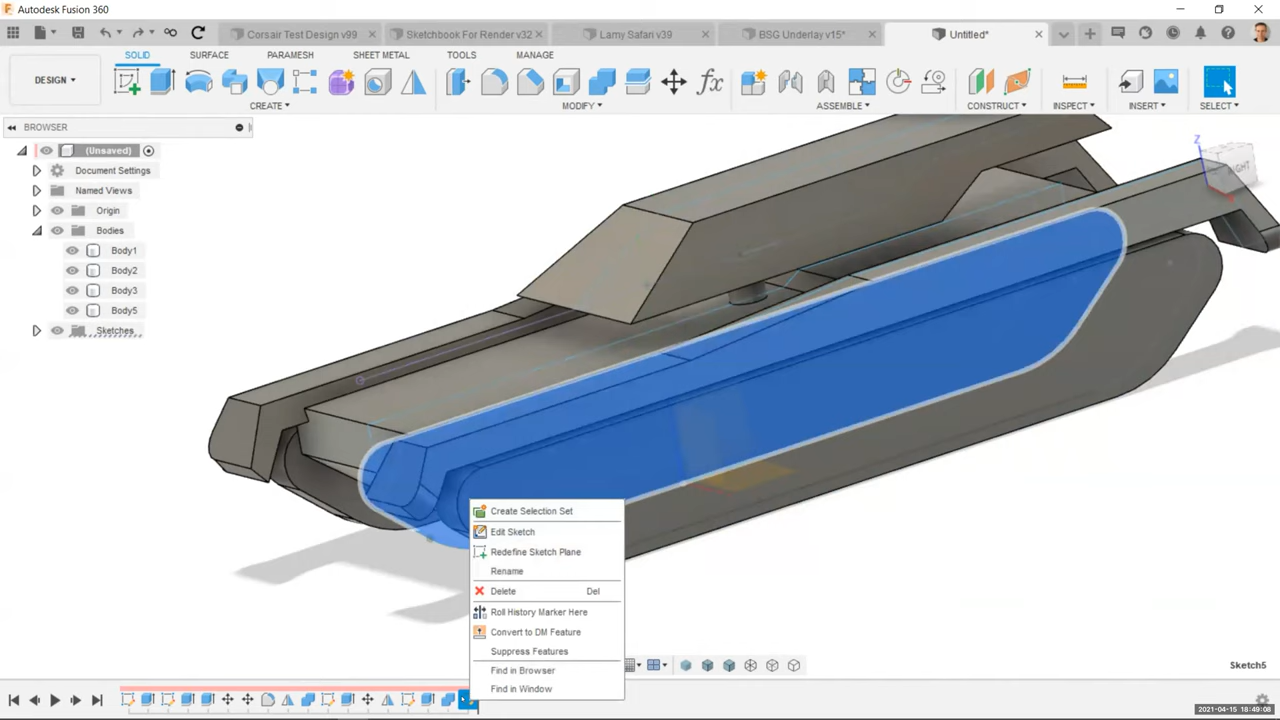 Autodesk Fusion 360
Corsair Test Design v99
Sketchbook For Render v32
Lamy Safari v39
BSG Underlay v15*
Untitled*
DESIGN
SOLID
SURFACE
PARAMESH
SHEET METAL
TOOLS
MANAGE
CREATE
MODIFY
ASSEMBLE
CONSTRUCT
INSPECT
INSERT
SELECT
BROWSER
(Unsaved)
Document Settings
Named Views
Origin
Bodies
Body1
Body2
Body3
Body5
Sketches
Z
RIGHT
Create Selection Set
Edit Sketch
Redefine Sketch Plane
Rename
Delete Del
Roll History Marker Here
Convert to DM Feature
Suppress Features
Find in Browser
Find in Window
Sketch5
2021-04-15 18:49:08